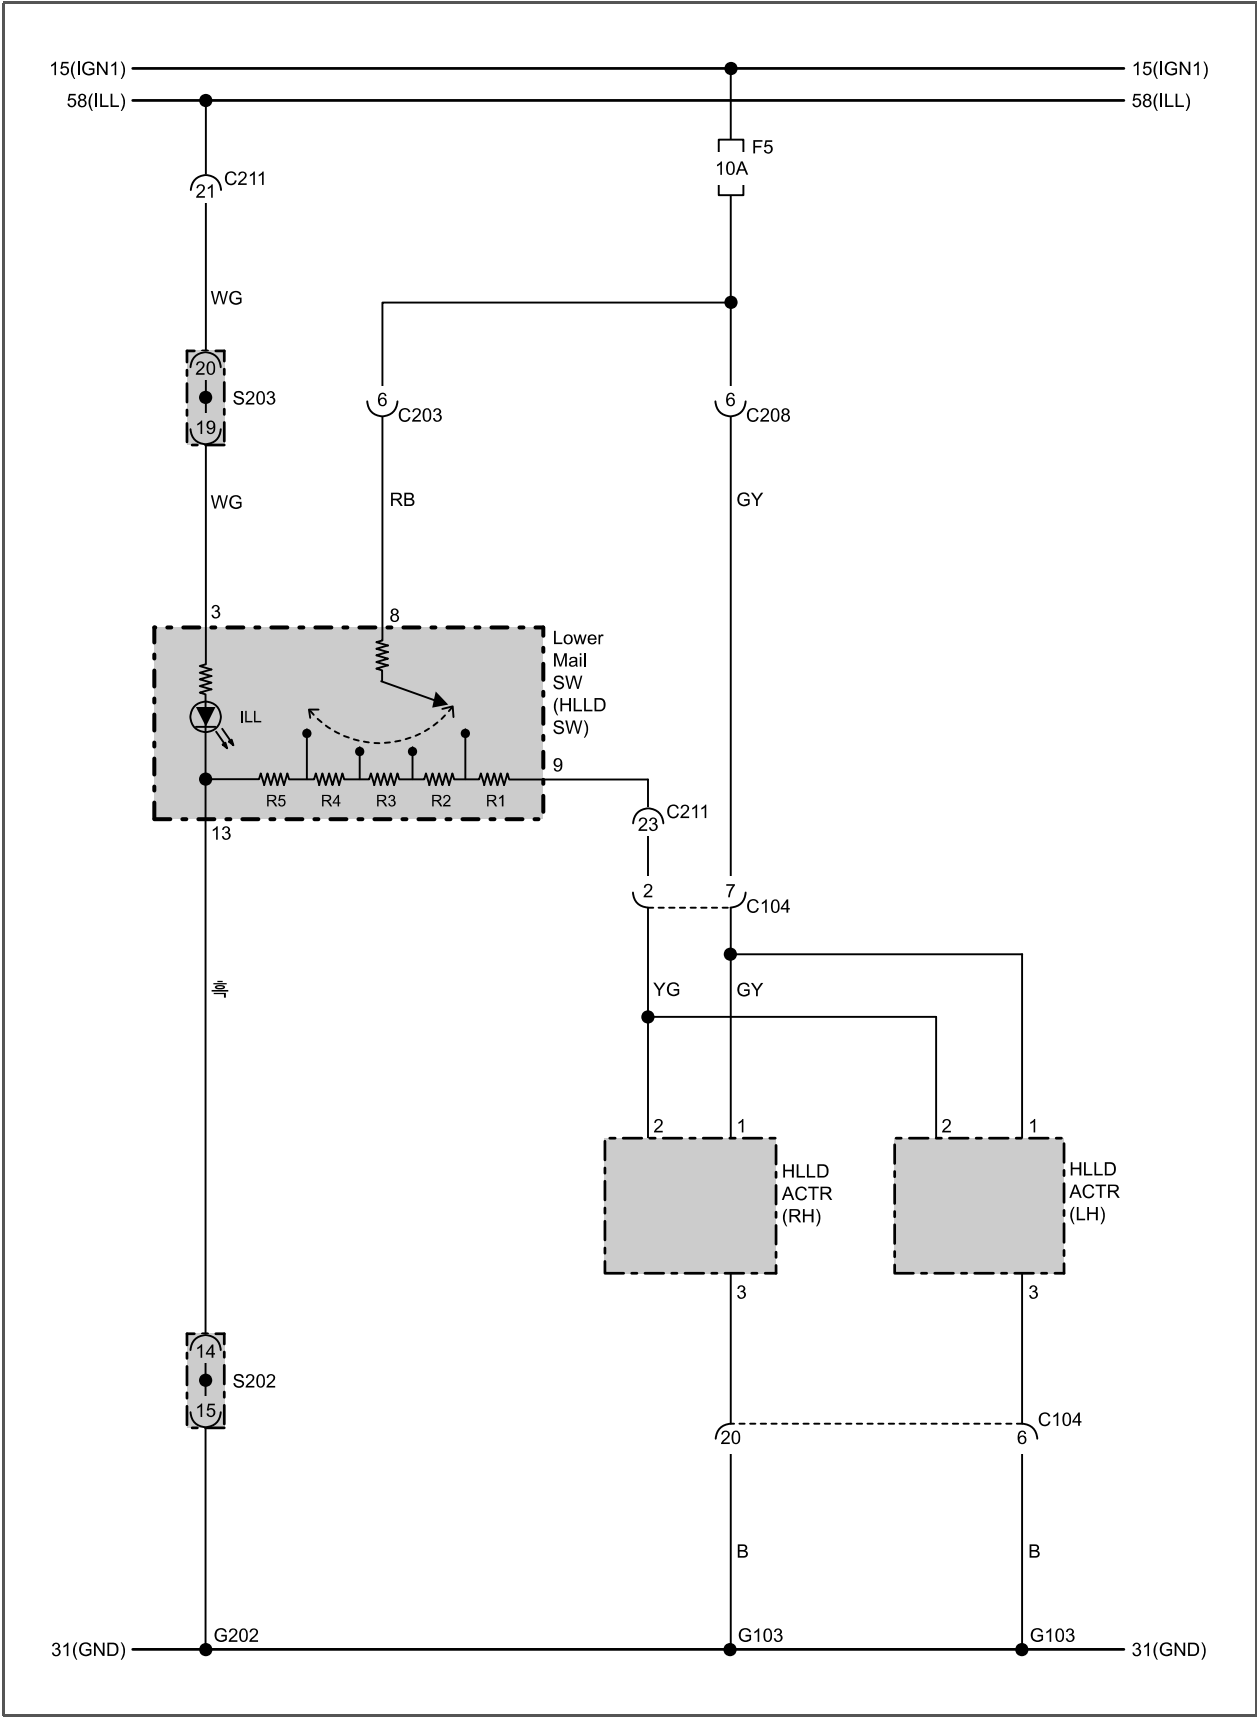 15(IGN1)
15(IGN1)
58(ILL)
58(ILL)
F5
10A
C211
21
WG
20
S203
19
6
C203
6
C208
WG
RB
GY
3
8
Lower
Mail
SW
(HLLD
SW)
ILL
9
R5
R4
R3
R2
R1
13
C211
23
2
7
C104
흑
YG
GY
2
1
2
1
HLLD
ACTR
(RH)
HLLD
ACTR
(LH)
3
3
14
S202
15
C104
20
6
B
B
G202
G103
G103
31(GND)
31(GND)